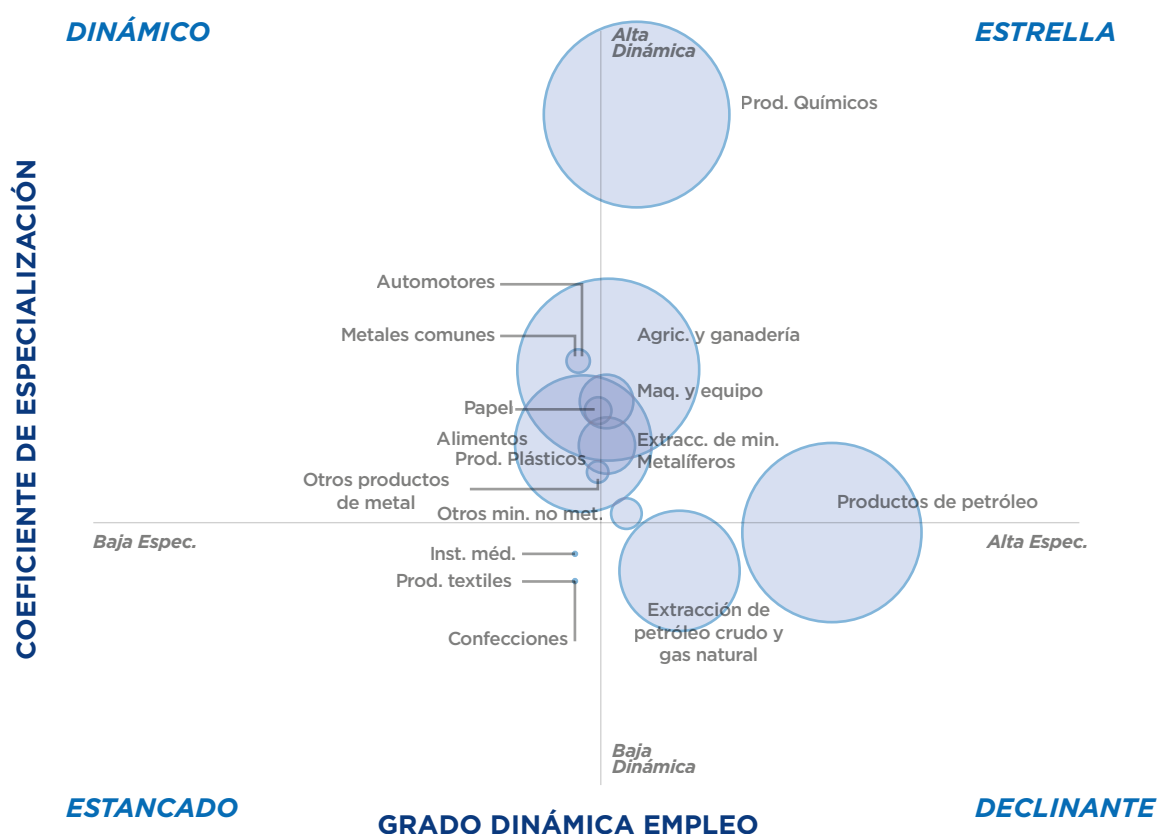 DINÁMICO
Alta
Dinámica
ESTRELLA
Prod. Químicos
COEFICIENTE DE ESPECIALIZACIÓN
Automotores
Metales comunes
Agric. y ganadería
Maq. y equipo
Papel
Alimentos
Prod. Plásticos
Extracc. de min.
Metalíferos
Otros productos
de metal
Otros min. no met.
Productos de petróleo
Baja Espec.
Alta Espec.
Inst. méd.
Prod. textiles
Confecciones
Extracción de
petróleo crudo y
gas natural
Baja
Dinámica
ESTANCADO
GRADO DINÁMICA EMPLEO
DECLINANTE